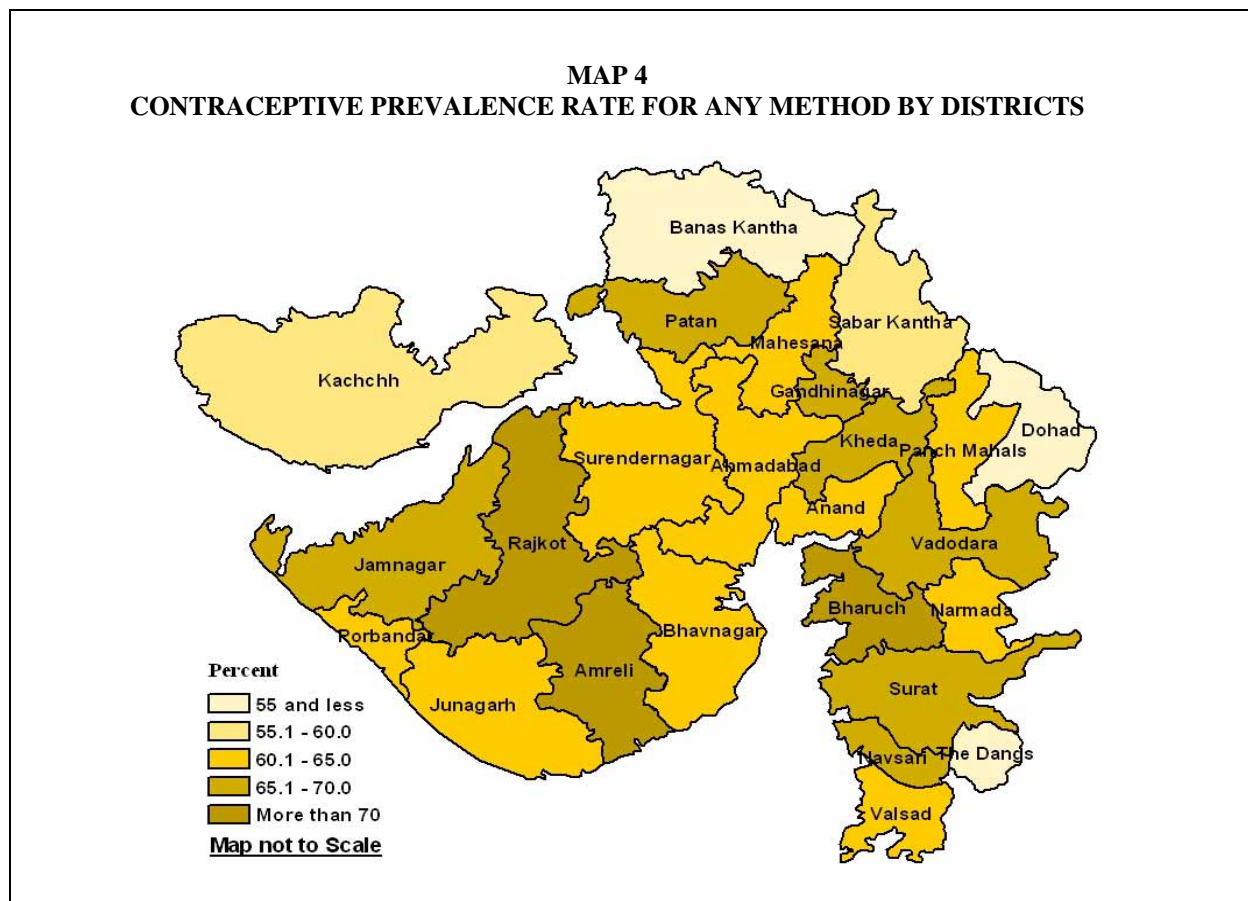 MAP 4
CONTRACEPTIVE PREVALENCE RATE FOR ANY METHOD BY DISTRICTS
Banas Kantha
Patan
Sabar Kantha
Mahesana
Kachchh
Gandhinagar
Dohad
Kheda
Panch Mahals
Surendernagar
Ahmadabad
Anand
Rajkot
Vadodara
Jamnagar
Bharuch
Narmada
Porbandar
Bhavnagar
Amreli
Surat
Junagarh
Navsari
The Dangs
Valsad
Percent
55 and less
55.1 - 60.0
60.1 - 65.0
65.1 - 70.0
More than 70
Map not to Scale